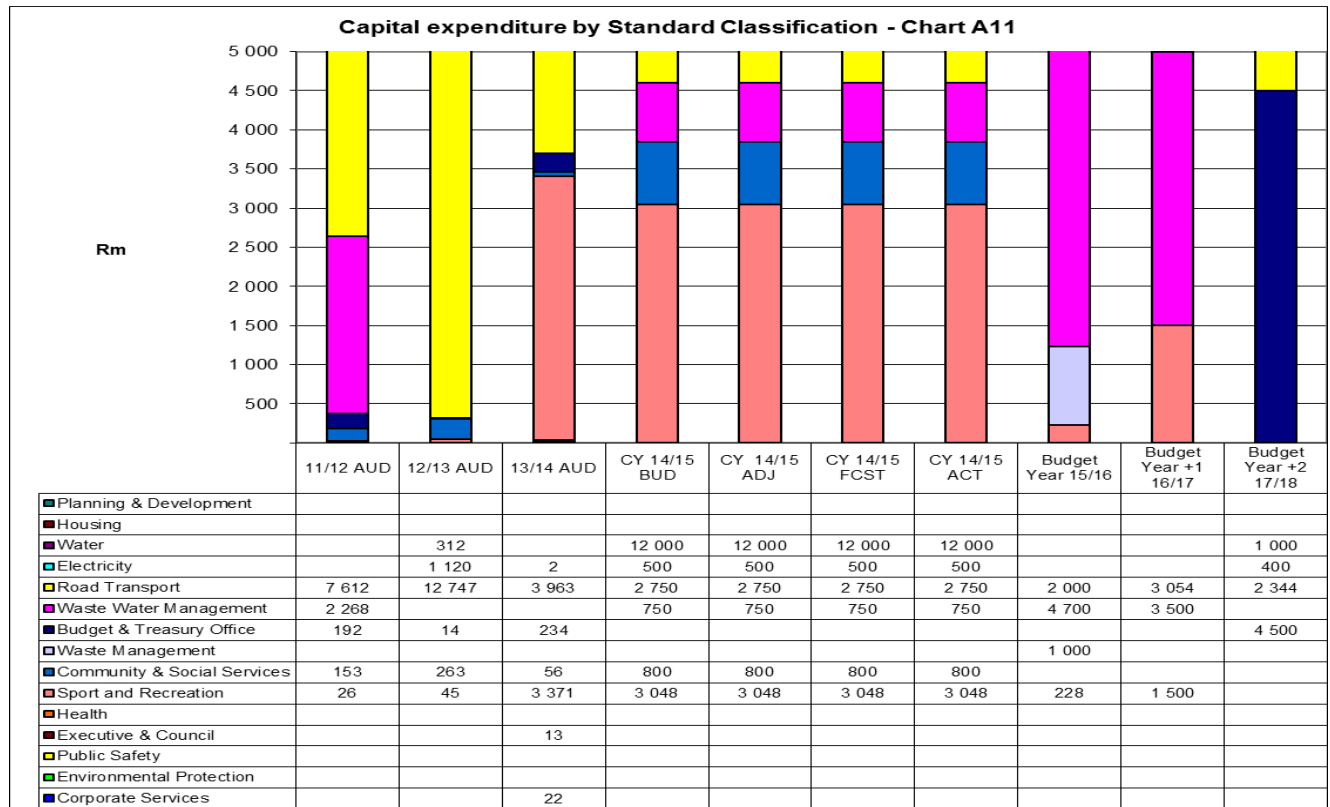 Capital expenditure by Standard Classification - Chart A11
5 000
4 500
4 000
3 500
3 000
Rm
2 500
2 000
1 500
1 000
500
11/12 AUD 12/13 AUD 13/14 AUD CY 14/15 BUD CY 14/15 ADJ CY 14/15 FCST CY 14/15 ACT Budget Year 15/16 Budget Year +1 16/17 Budget Year +2 17/18
Planning & Development
Housing
Water 312 12 000 12 000 12 000 12 000 1 000
Electricity 1 120 2 500 500 500 500 400
Road Transport 7 612 12 747 3 963 2 750 2 750 2 750 2 750 2 000 3 054 2 344
Waste Water Management 2 268 750 750 750 750 4 700 3 500
Budget & Treasury Office 192 14 234 4 500
Waste Management 1 000
Community & Social Services 153 263 56 800 800 800 800
Sport and Recreation 26 45 3 371 3 048 3 048 3 048 3 048 228 1 500
Health
Executive & Council 13
Public Safety
Environmental Protection
Corporate Services 22